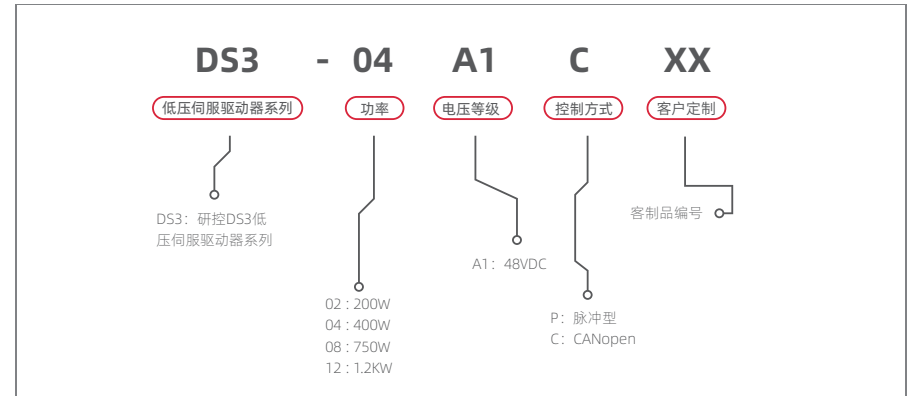 DS3 - 04 A1 C XX
低压伺服驱动器系列 功率 电压等级 控制方式 客户定制
DS3：研控DS3低
压伺服驱动器系列
客制品编号
A1：48VDC
02 : 200W
04 : 400W
08 : 750W
12 : 1.2KW
P：脉冲型
C：CANopen